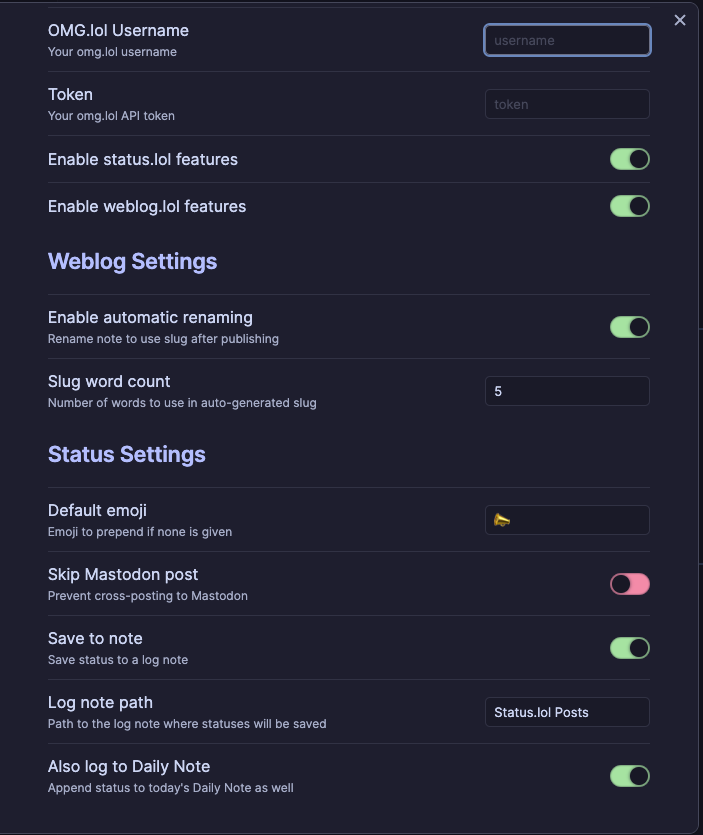 OMG.lol Username
Your omg.lol username
username
Token
Your omg.lol API token
token
Enable status.lol features
Enable weblog.lol features
Weblog Settings
Enable automatic renaming
Rename note to use slug after publishing
Slug word count
Number of words to use in auto-generated slug
5
Status Settings
Default emoji
Emoji to prepend if none is given
📣
Skip Mastodon post
Prevent cross-posting to Mastodon
Save to note
Save status to a log note
Log note path
Path to the log note where statuses will be saved
Status.lol Posts
Also log to Daily Note
Append status to today's Daily Note as well